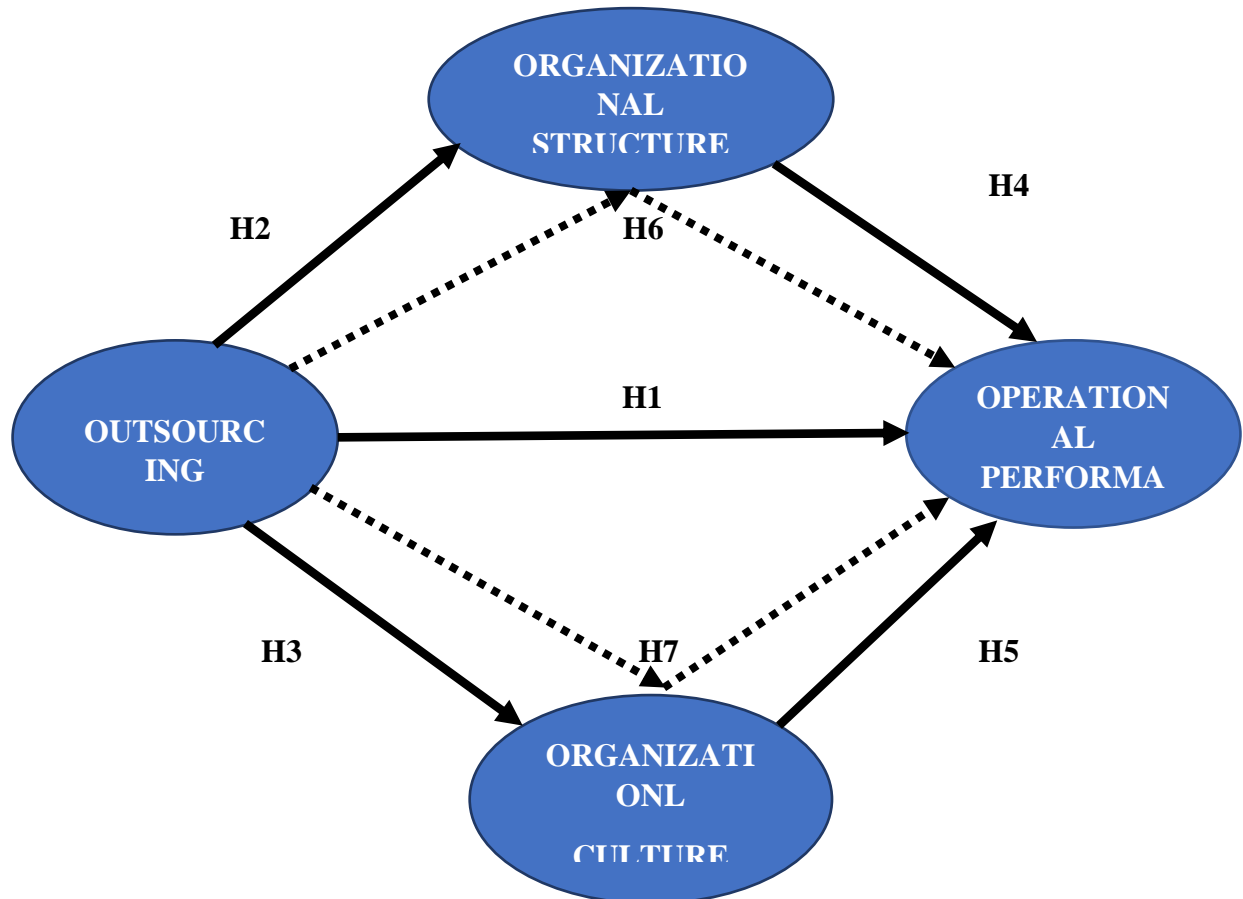 ORGANIZATIO
NAL
STRUCTURE
H4
H2
H6
H1
OUTSOURC
ING
OPERATION
AL
PERFORMA
H3
H7
H5
ORGANIZATI
ONL
CULTURE